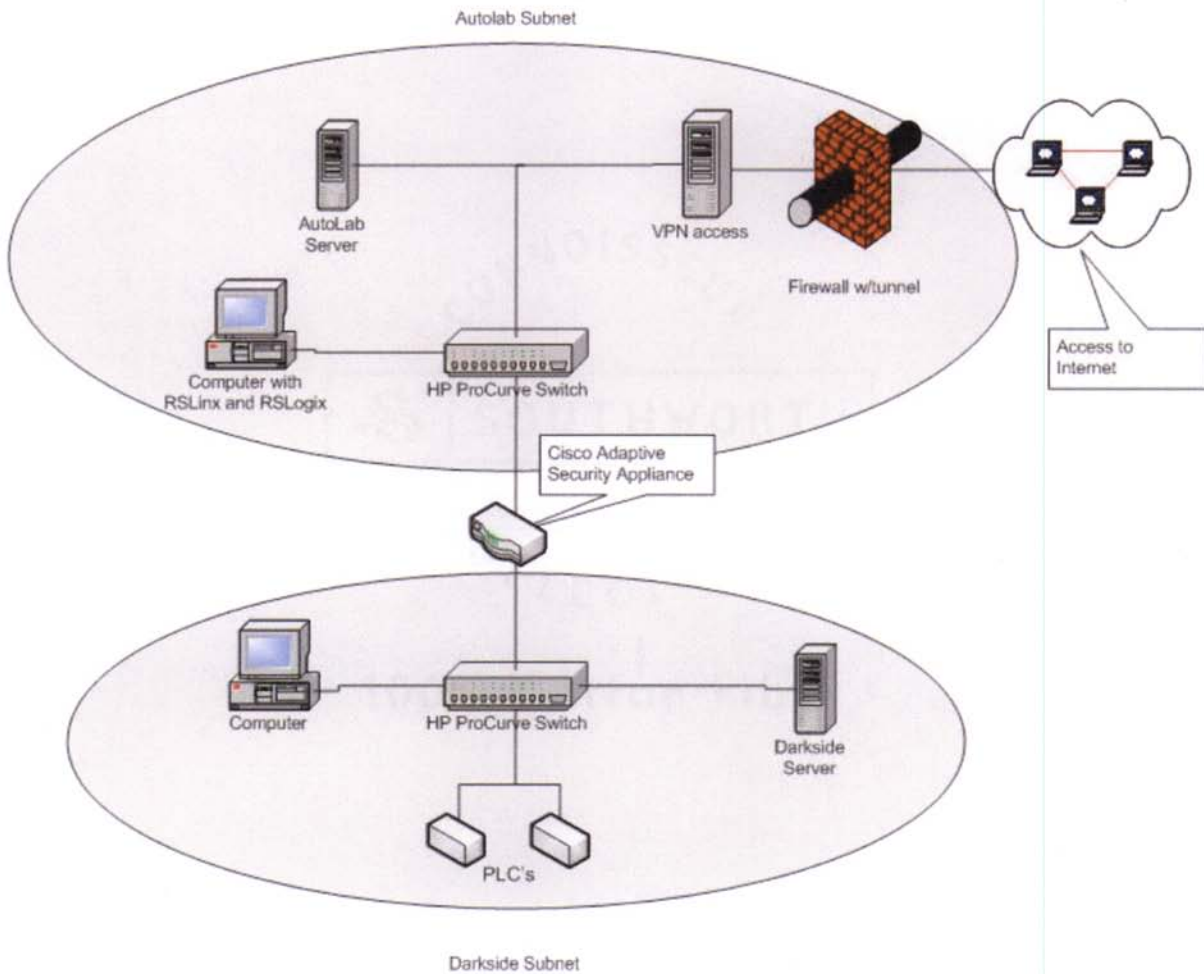 Autolab Subnet
AutoLab
Server
VPN access
Firewall w/tunnel
Access to
Internet
Computer with
RSLinx and RSLogix
HP ProCurve Switch
Cisco Adaptive
Security Appliance
Computer
HP ProCurve Switch
Darkside
Server
PLC's
Darkside Subnet